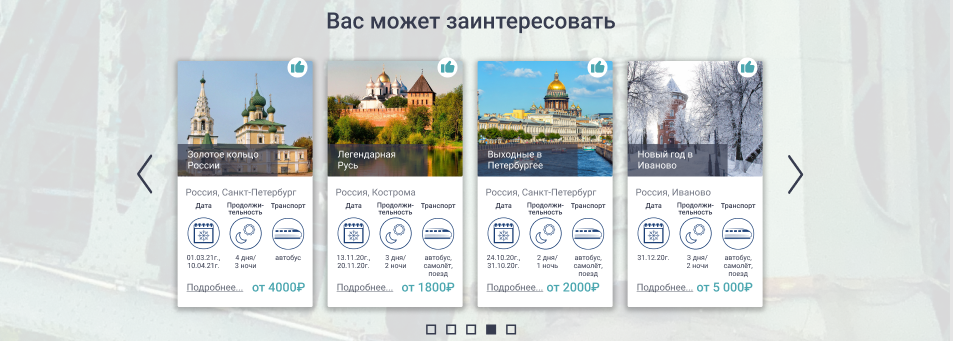 Вас может заинтересовать
Золотое кольцо
России
Россия, Санкт-Петербург
Дата
Продолжи-
тельность
Транспорт
01.03.21г.,
10.04.21г.
4 дня/
3 ночи
автобус
Подробнее...
от 4000₽
Легендарная
Русь
Россия, Кострома
Дата
Продолжи-
тельность
Транспорт
13.11.20г.,
20.11.20г.
3 дня/
2 ночи
автобус,
самолёт,
поезд
Подробнее...
от 1800₽
Выходные в
Петербургее
Россия, Санкт-Петербург
Дата
Продолжи-
тельность
Транспорт
24.10.20г.,
31.10.20г.
2 дня/
1 ночь
автобус,
самолёт,
поезд
Подробнее...
от 2000₽
Новый год в
Иваново
Россия, Иваново
Дата
Продолжи-
тельность
Транспорт
31.12.20г.
3 дня/
2 ночи
автобус,
самолёт,
поезд
Подробнее...
от 5 000₽